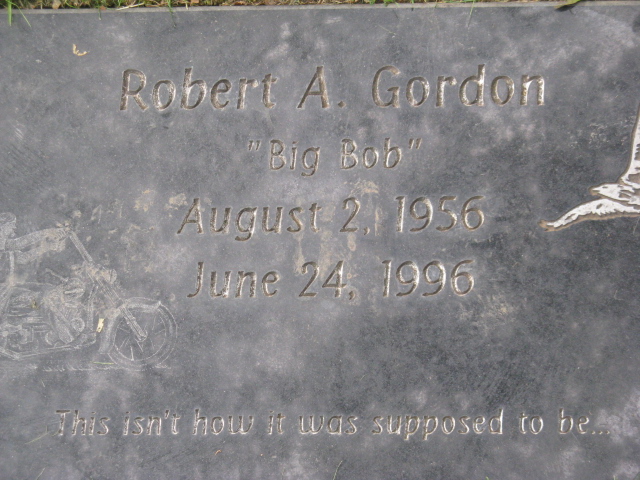 Robert A. Gordon
"Big Bob"
August 2, 1956
June 24, 1996
This isn't how it was supposed to be...